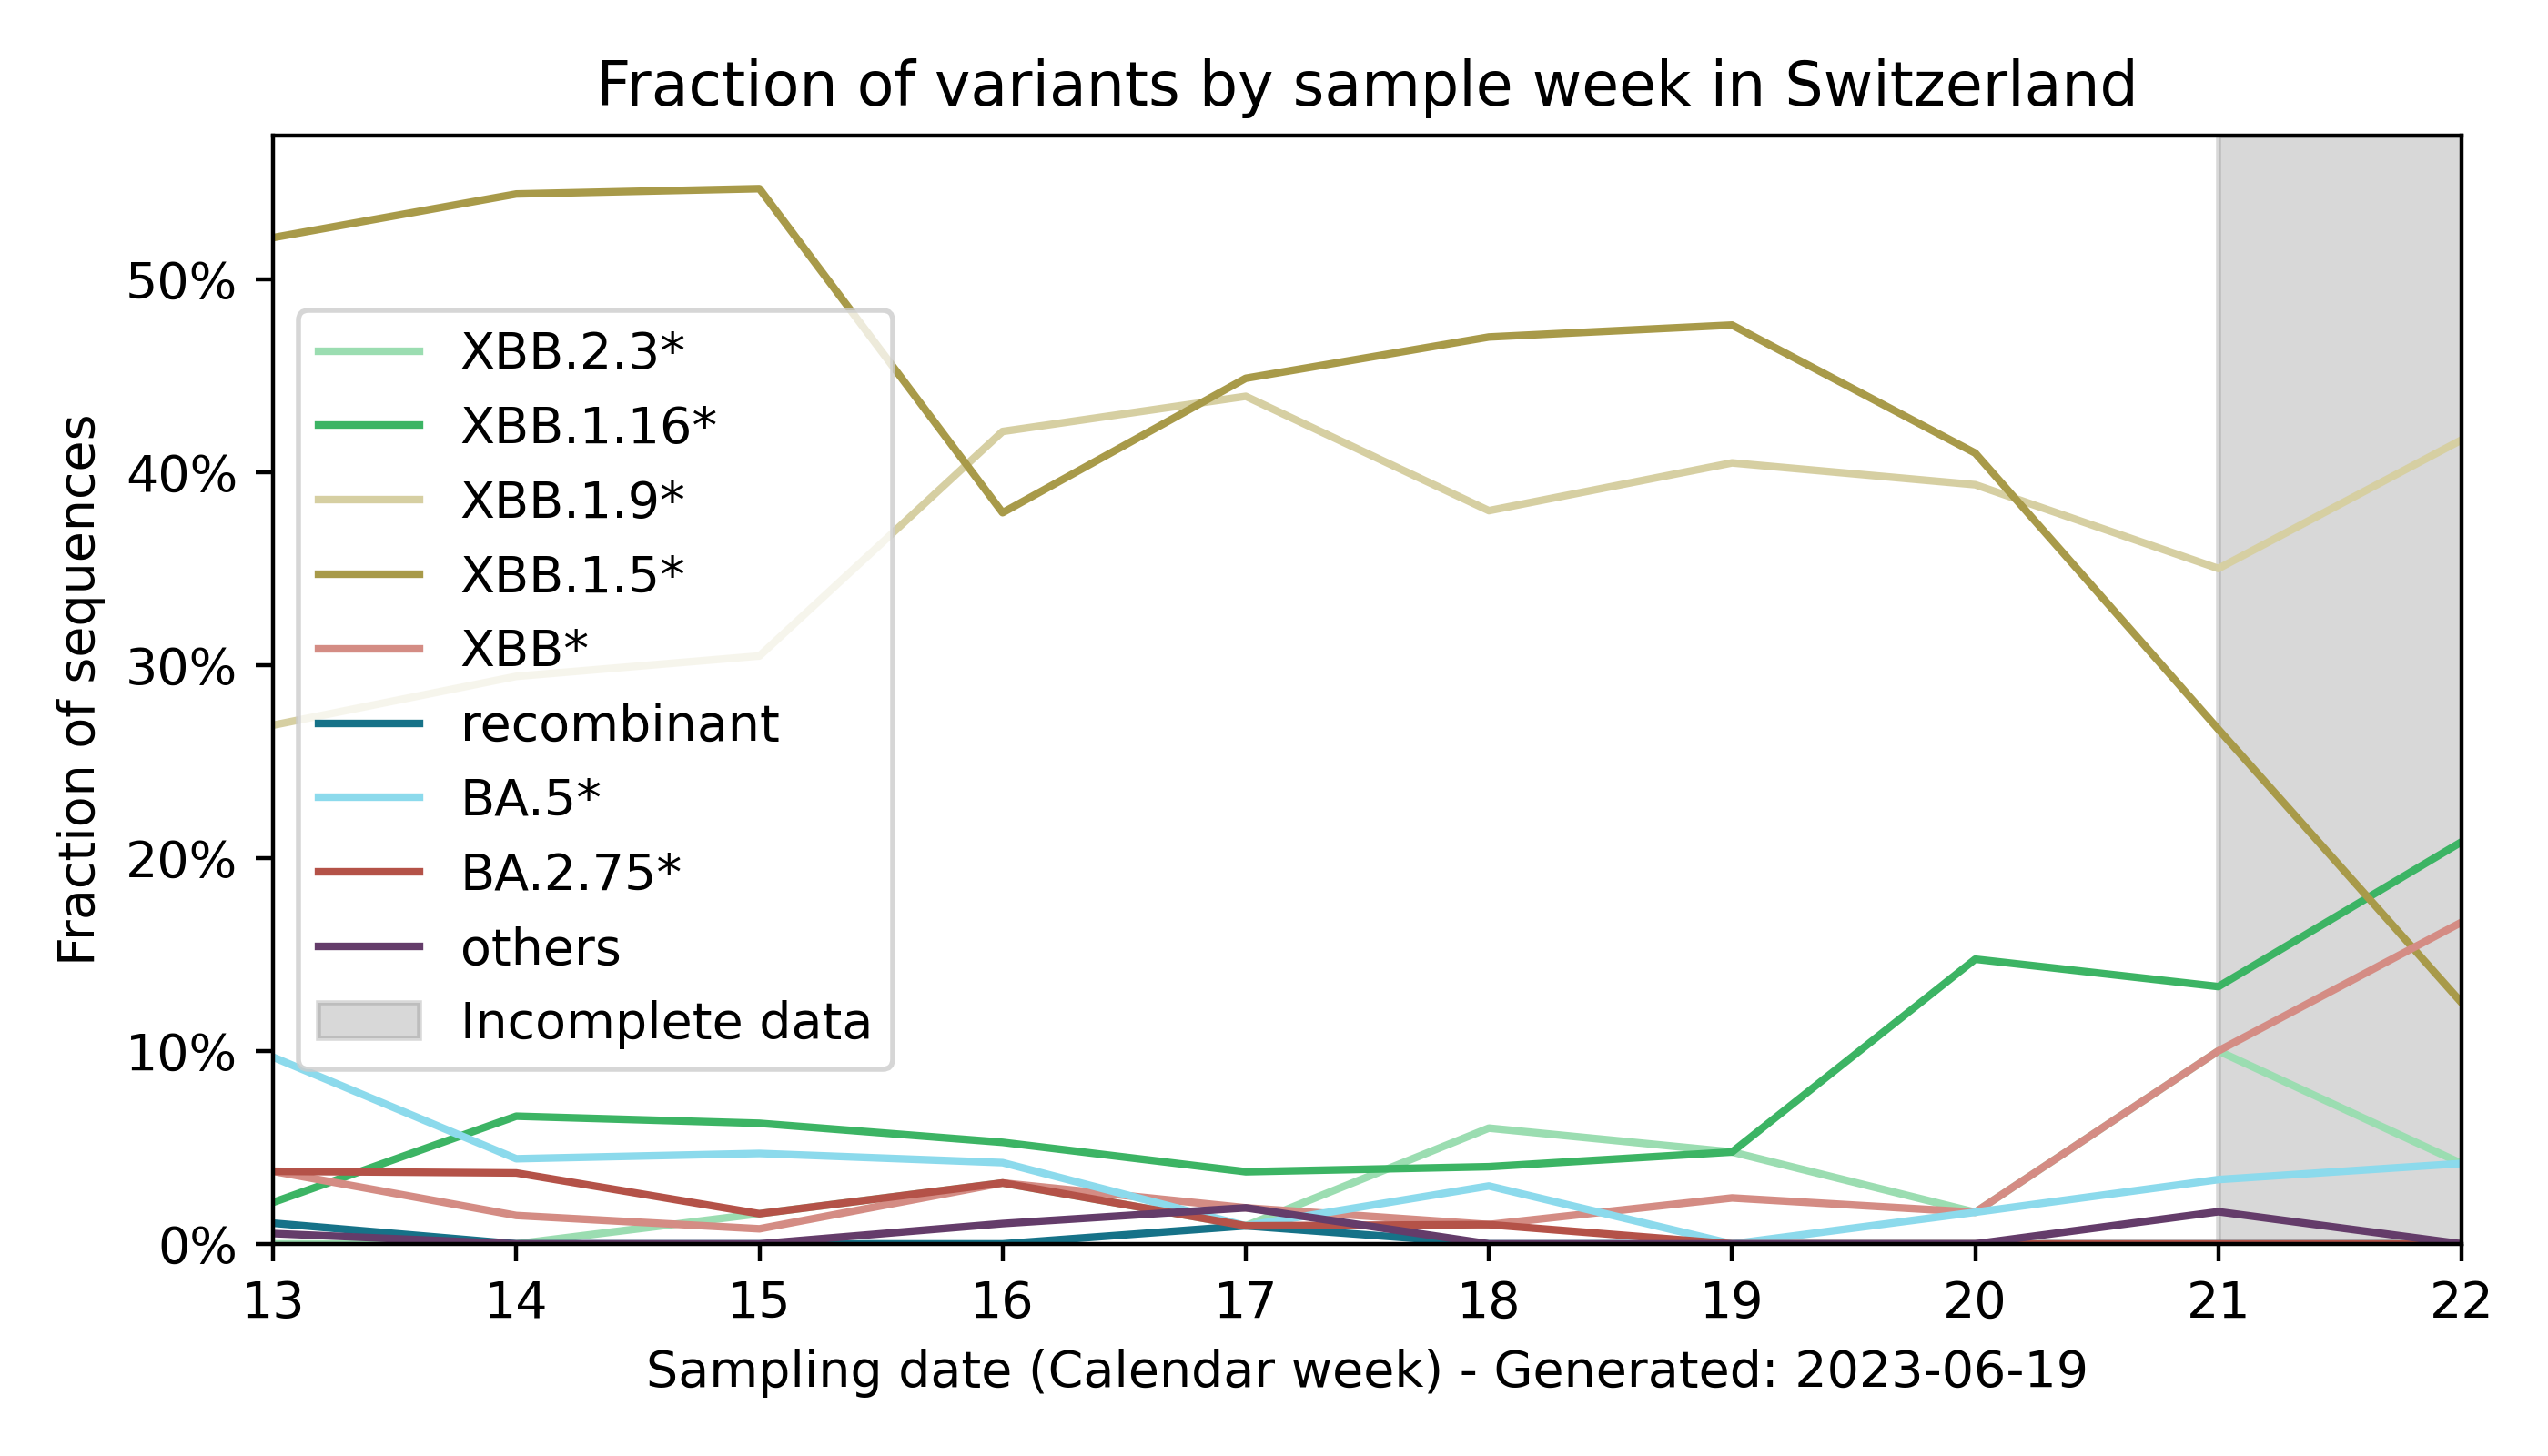 Fraction of variants by sample week in Switzerland
Fraction of sequences
50%
40%
30%
20%
10%
0%
XBB.2.3*
XBB.1.16*
XBB.1.9*
XBB.1.5*
XBB*
recombinant
BA.5*
BA.2.75*
others
Incomplete data
13 14 15 16 17 18 19 20 21 22
Sampling date (Calendar week) - Generated: 2023-06-19